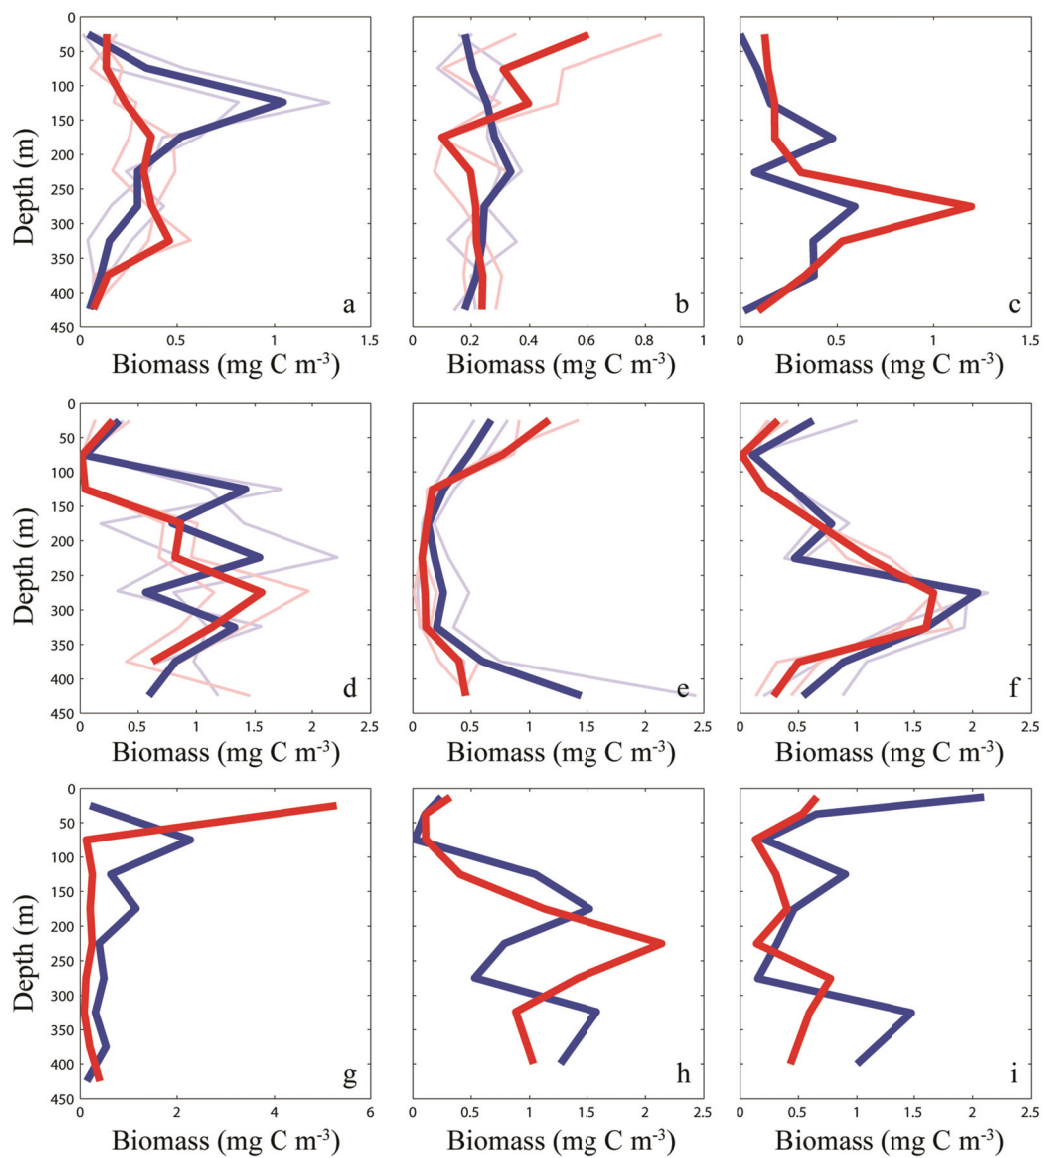 0
50
100
150
200
250
300
350
400
450
Depth (m)
a
0 0.5 1 1.5
Biomass (mg C m-3)
b
0 0.2 0.4 0.6 0.8 1
Biomass (mg C m-3)
c
0 0.5 1 1.5
Biomass (mg C m-3)
0
50
100
150
200
250
300
350
400
450
Depth (m)
d
0 0.5 1 1.5 2 2.5
Biomass (mg C m-3)
e
0 0.5 1 1.5 2 2.5
Biomass (mg C m-3)
f
0 0.5 1 1.5 2 2.5
Biomass (mg C m-3)
0
50
100
150
200
250
300
350
400
450
Depth (m)
g
0 2 4 6
Biomass (mg C m-3)
h
0 0.5 1 1.5 2 2.5
Biomass (mg C m-3)
i
0 0.5 1 1.5 2 2.5
Biomass (mg C m-3)